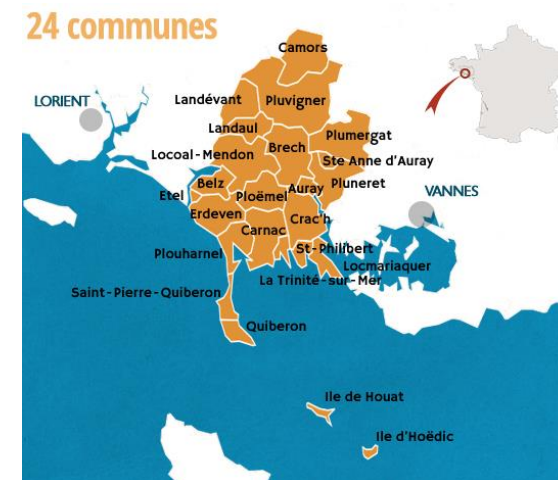 24 communes
Camors
LORIENT
Landévant
Pluvigner
Landaul
Plumergat
Brech
Locoal-Mendon
Ste Anne d'Auray
Belz
Auray
Pluneret
Etel
Ploëmel
VANNES
Erdeven
Crac'h
Carnac
St-Philibert
Plouharnel
Locmariaquer
La Trinité-sur-Mer
Saint-Pierre-Quiberon
Quiberon
Ile de Houat
Ile d'Hoëdic